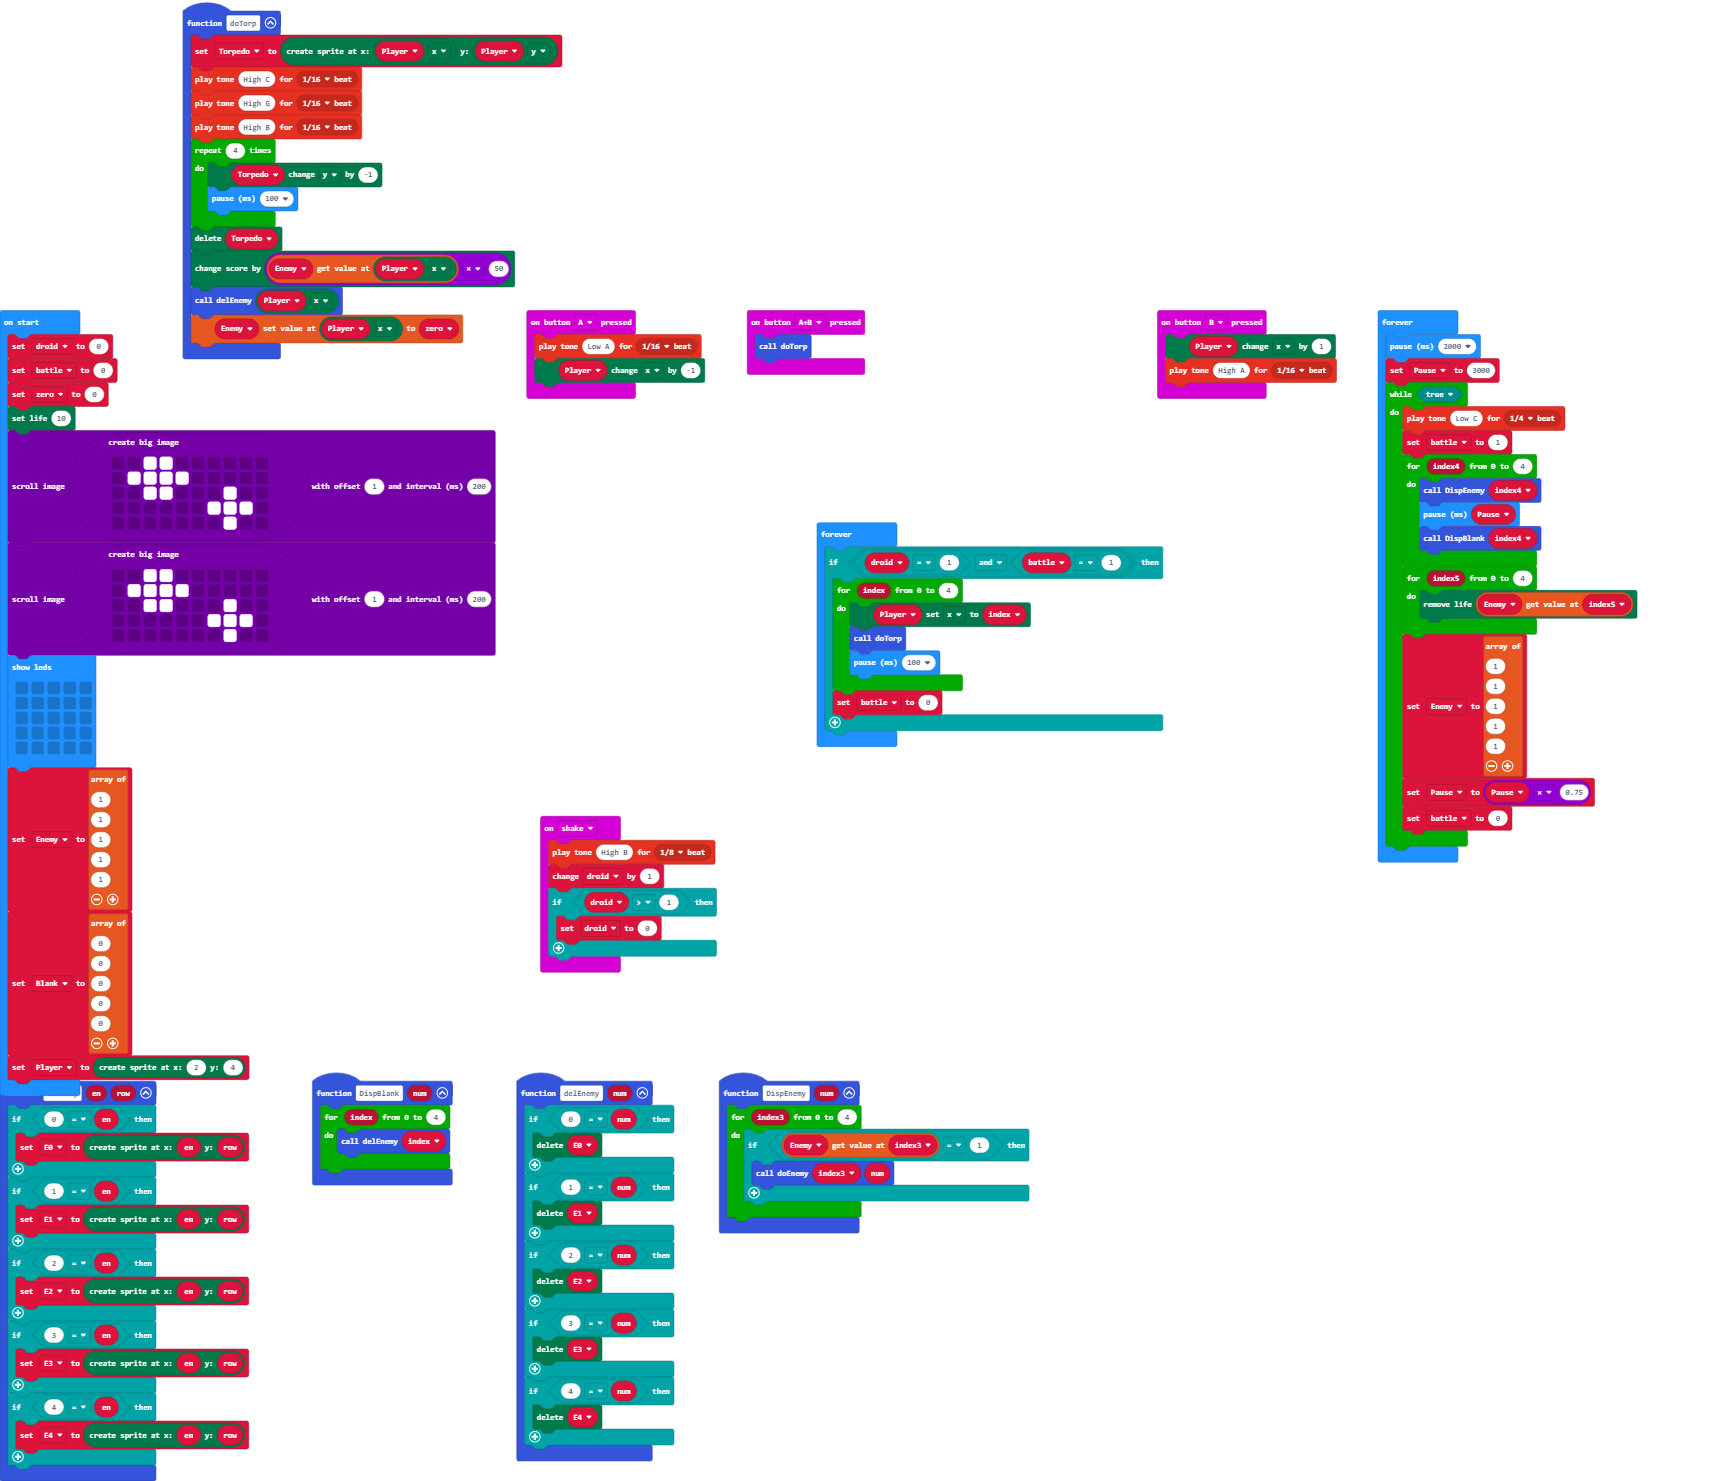 function doTorp
set Torpedo to create sprite at x: Player x y: Player y
play tone High C for 1/16 beat
play tone High G for 1/16 beat
play tone High B for 1/16 beat
repeat 4 times
do
Torpedo change y by -1
pause (ms) 100
delete Torpedo
change score by Enemy get value at Player x × 50
call delEnemy Player x
Enemy set value at Player x to zero
on start
set droid to 0
set battle to 0
set zero to 0
set life 10
create big image
scroll image with offset 1 and interval (ms) 200
create big image
scroll image with offset 1 and interval (ms) 200
show leds
array of
1
1
set Enemy to 1
1
1
array of
0
0
set Blank to 0
0
0
set Player to create sprite at x: 2 y: 4
on button A pressed
play tone Low A for 1/16 beat
Player change x by -1
on button A+B pressed
call doTorp
on button B pressed
Player change x by 1
play tone High A for 1/16 beat
forever
pause (ms) 2000
set Pause to 3000
while true
do
play tone Low C for 1/4 beat
set battle to 1
for index4 from 0 to 4
do
call DispEnemy index4
pause (ms) Pause
call DispBlank index4
for index5 from 0 to 4
do
remove life Enemy get value at index5
array of
1
1
set Enemy to 1
1
1
set Pause to Pause × 0.75
set battle to 0
forever
if droid = 1 and battle = 1 then
for index from 0 to 4
do
Player set x to index
call doTorp
pause (ms) 100
set battle to 0
on shake
play tone High B for 1/8 beat
change droid by 1
if droid > 1 then
set droid to 0
en row
if 0 = en then
set E0 to create sprite at x: en y: row
if 1 = en then
set E1 to create sprite at x: en y: row
if 2 = en then
set E2 to create sprite at x: en y: row
if 3 = en then
set E3 to create sprite at x: en y: row
if 4 = en then
set E4 to create sprite at x: en y: row
function DispBlank num
for index from 0 to 4
do
call delEnemy index
function delEnemy num
if 0 = num then
delete E0
if 1 = num then
delete E1
if 2 = num then
delete E2
if 3 = num then
delete E3
if 4 = num then
delete E4
function DispEnemy num
for index3 from 0 to 4
do
if Enemy get value at index3 = 1 then
call doEnemy index3 num